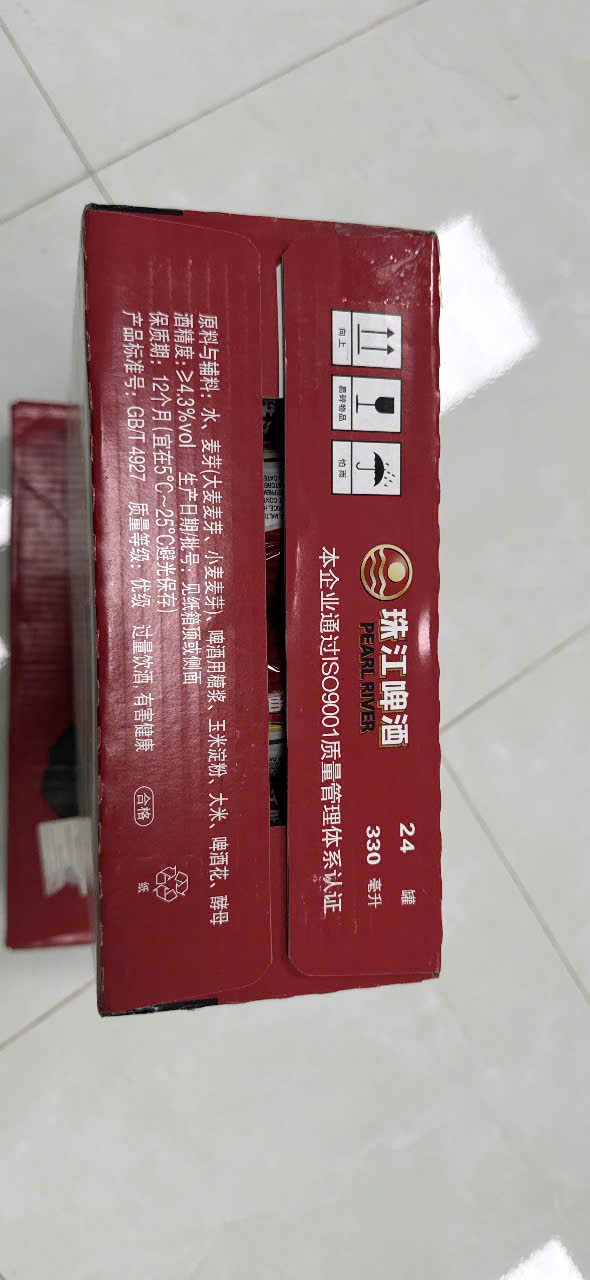 向上
易碎物品
怕雨
珠江啤酒
PEARL RIVER
24 罐
330 毫升
本企业通过ISO9001质量管理体系认证
原料与辅料：水、麦芽(大麦麦芽、小麦麦芽)、啤酒用糖浆、玉米淀粉、大米、啤酒花、酵母
酒精度：≥4.3%vol 生产日期/批号：见纸箱顶或侧面
保质期：12个月(宜在5°C~25°C避光保存)
产品标准号：GB/T 4927 质量等级：优级 过量饮酒,有害健康
合格
纸